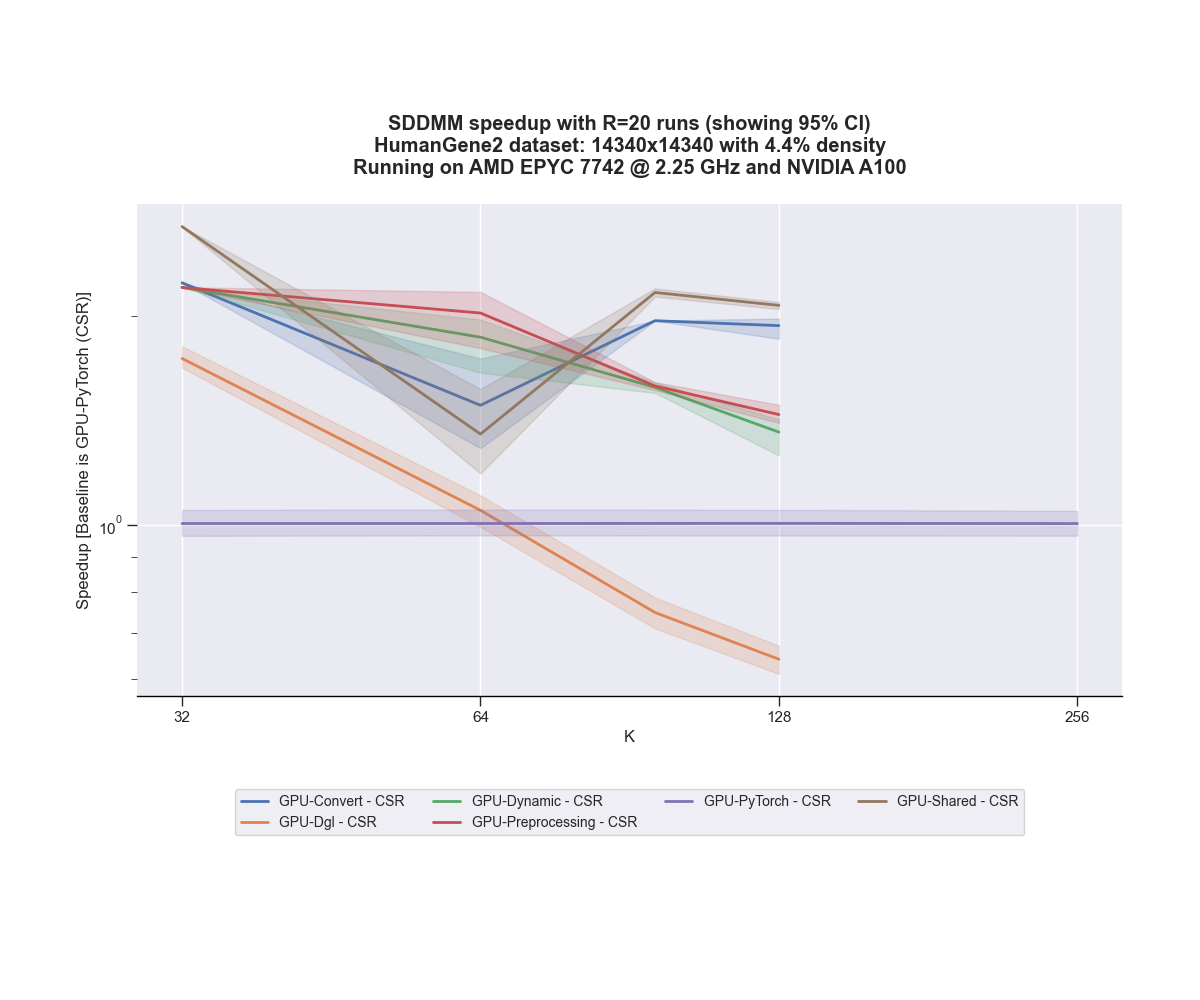 SDDMM speedup with R=20 runs (showing 95% CI)
HumanGene2 dataset: 14340x14340 with 4.4% density
Running on AMD EPYC 7742 @ 2.25 GHz and NVIDIA A100
Speedup [Baseline is GPU-PyTorch (CSR)]
10^0
32 64 128 256
K
GPU-Convert - CSR GPU-Dynamic - CSR GPU-PyTorch - CSR GPU-Shared - CSR
GPU-Dgl - CSR GPU-Preprocessing - CSR